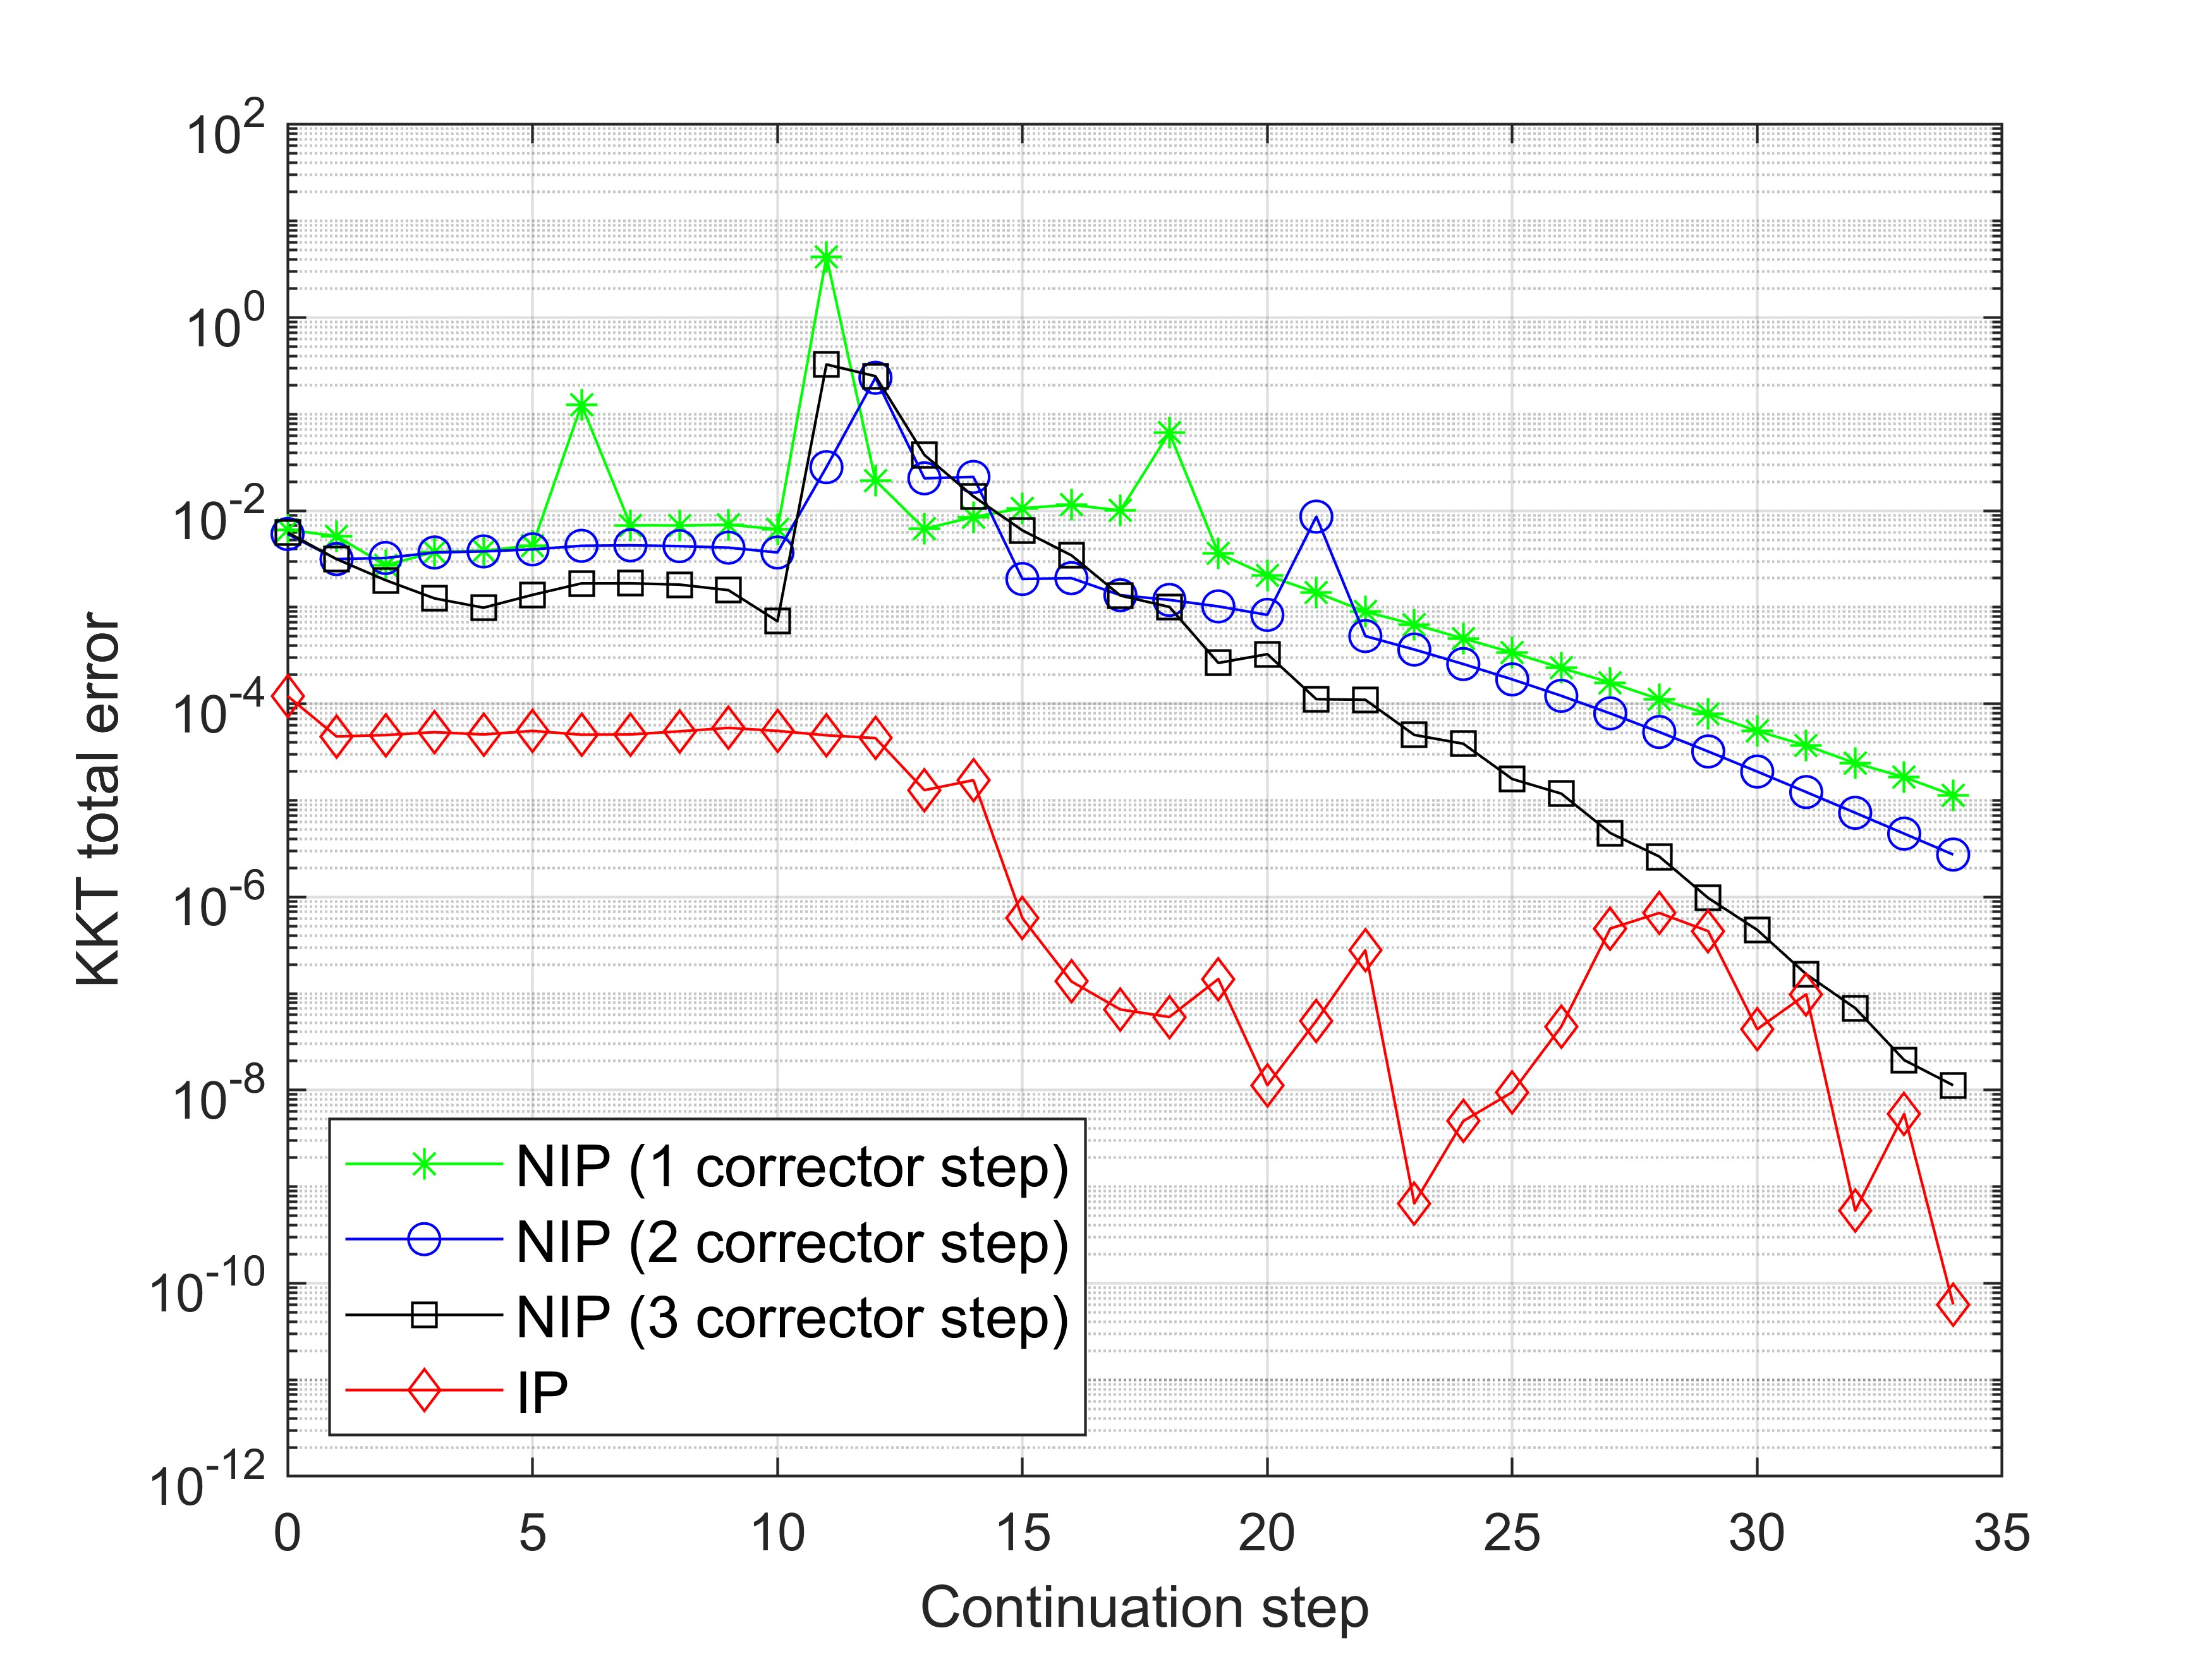 10^2
10^0
10^-2
10^-4
10^-6
10^-8
10^-10
10^-12
KKT total error
NIP (1 corrector step)
NIP (2 corrector step)
NIP (3 corrector step)
IP
0 5 10 15 20 25 30 35
Continuation step